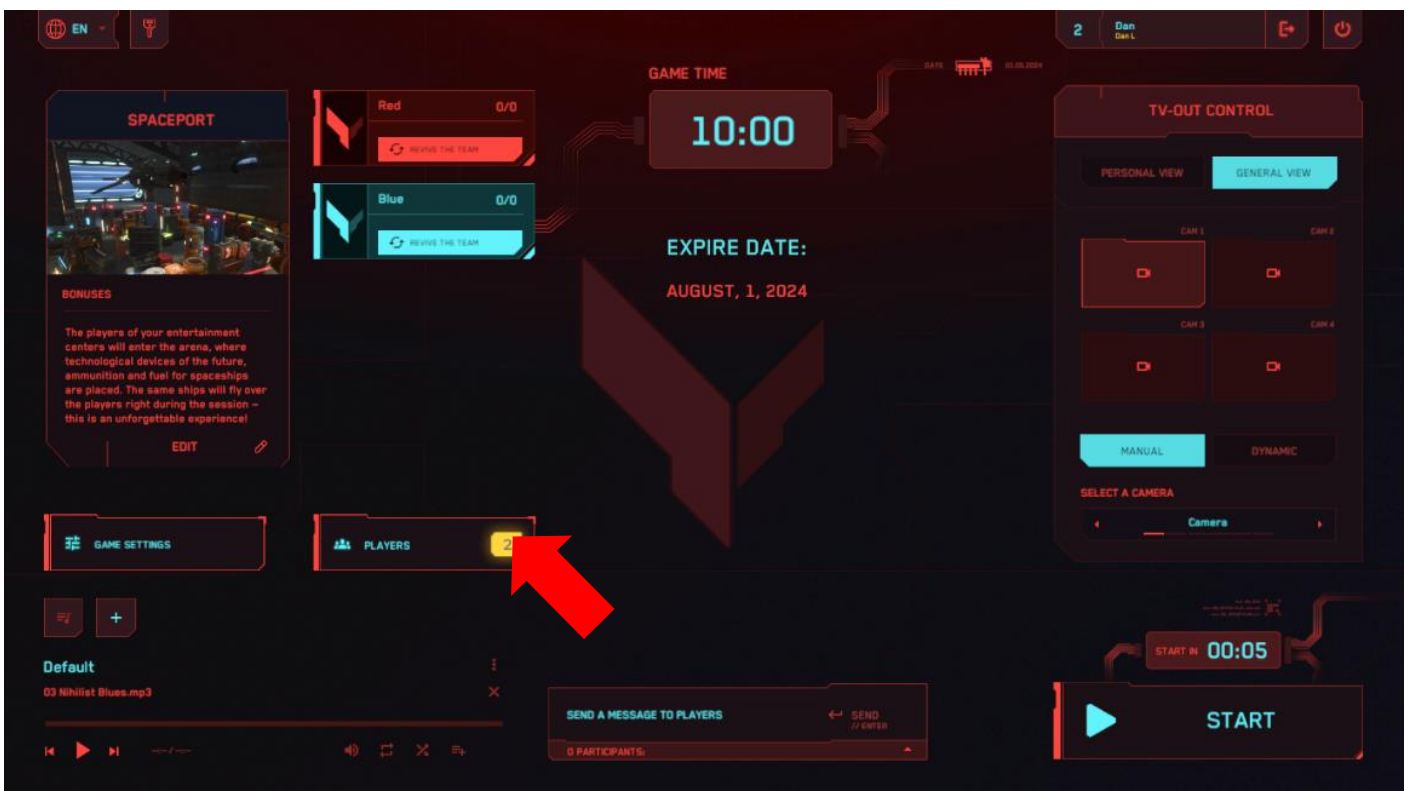 EN
2
Dan
Dan L
SPACEPORT
BONUSES
The players of your entertainment
centers will enter the arena, where
technological devices of the future,
ammunition and fuel for spaceships
are placed. The same ships will fly over
the players right during the session –
this is an unforgettable experience!
EDIT
Red 0/0
REVIVE THE TEAM
Blue 0/0
REVIVE THE TEAM
GAME TIME
10:00
DATE 03.05.2024
EXPIRE DATE:
AUGUST, 1, 2024
TV-OUT CONTROL
PERSONAL VIEW GENERAL VIEW
CAM 1 CAM 2
CAM 3 CAM 4
MANUAL DYNAMIC
SELECT A CAMERA
Camera
GAME SETTINGS
PLAYERS 2
Default
03 Nihilist Blues.mp3
--:-- / --:--
SEND A MESSAGE TO PLAYERS
SEND
// ENTER
0 PARTICIPANTS:
START IN 00:05
START